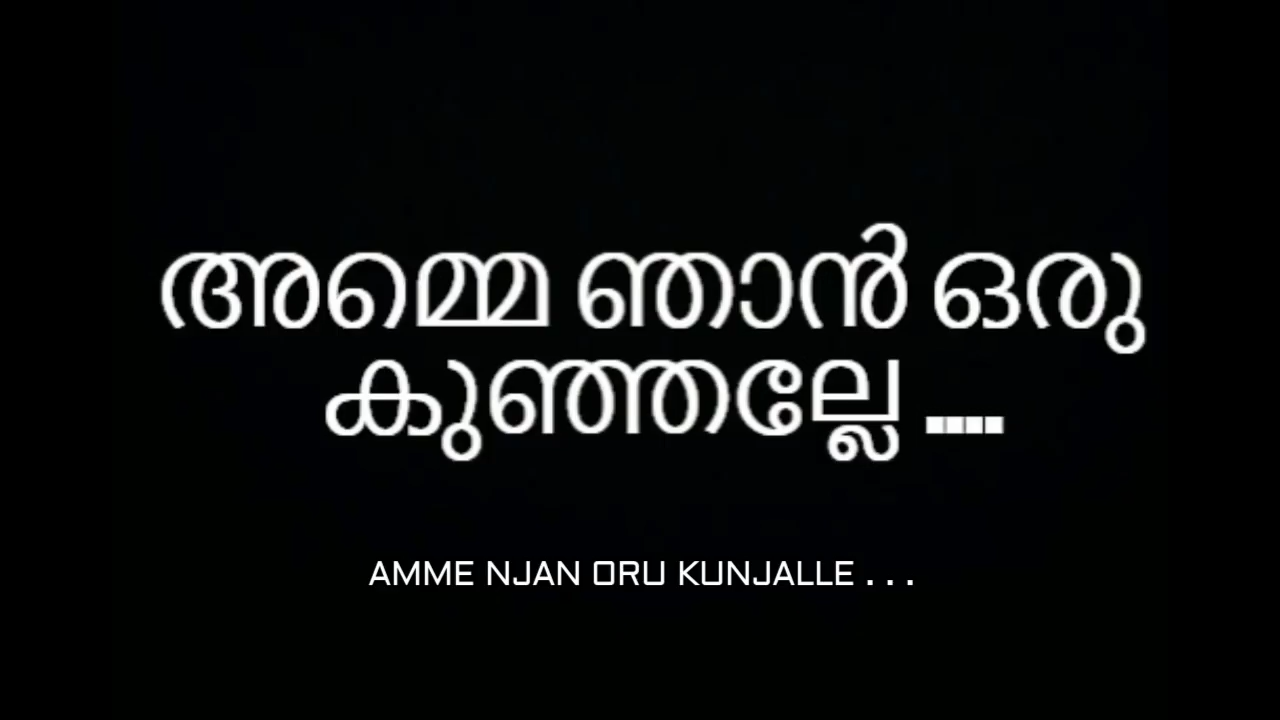 അമ്മെ ഞാൻ ഒരു
കുഞ്ഞല്ലേ ....
AMME NJAN ORU KUNJALLE . . .